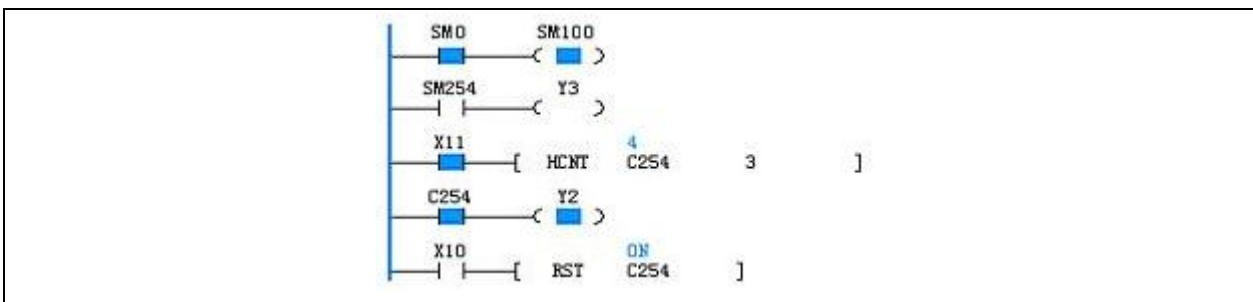 SM0 SM100
SM254 Y3
X11 4
[ HCNT C254 3 ]
C254 Y2
X10 ON
[ RST C254 ]